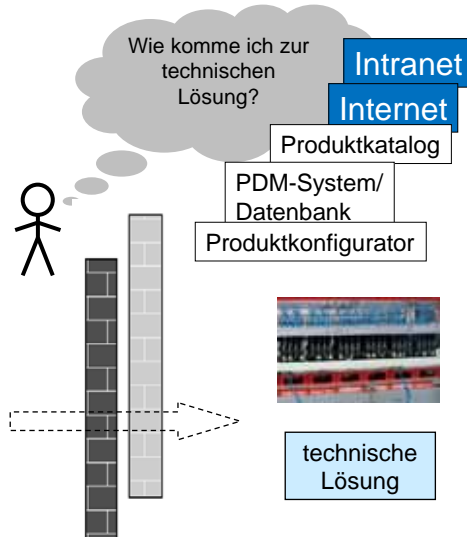 Wie komme ich zur
technischen
Lösung?
Intranet
Internet
Produktkatalog
PDM-System/
Datenbank
Produktkonfigurator
technische
Lösung